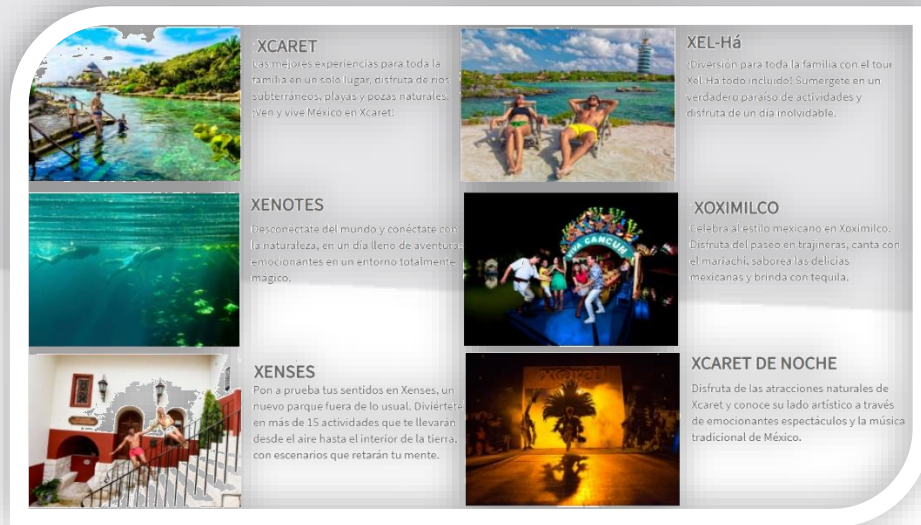 XCARET
Las mejores experiencias para toda la
familia en un solo lugar, disfruta de ríos
subterráneos, playas y pozas naturales.
¡Ven y vive México en Xcaret!
XEL-Há
¡Diversión para toda la familia con el tour
Xel Há todo incluido! Sumergete en un
verdadero paraíso de actividades y
disfruta de un día inolvidable.
XENOTES
Desconéctate del mundo y conéctate con
la naturaleza, en un día lleno de aventuras
emocionantes en un entorno totalmente
magico.
XOXIMILCO
Celebra al estilo mexicano en Xoximilco.
Disfruta del paseo en trajineras, canta con
el mariachi, saborea las delicias
mexicanas y brinda con tequila.
VIVA CANCUN
XENSES
Pon a prueba tus sentidos en Xenses, un
nuevo parque fuera de lo usual. Diviértete
en más de 15 actividades que te llevarán
desde el aire hasta el interior de la tierra,
con escenarios que retarán tu mente.
XCARET DE NOCHE
Disfruta de las atracciones naturales de
Xcaret y conoce su lado artístico a través
de emocionantes espectáculos y la música
tradicional de México.
xcaret